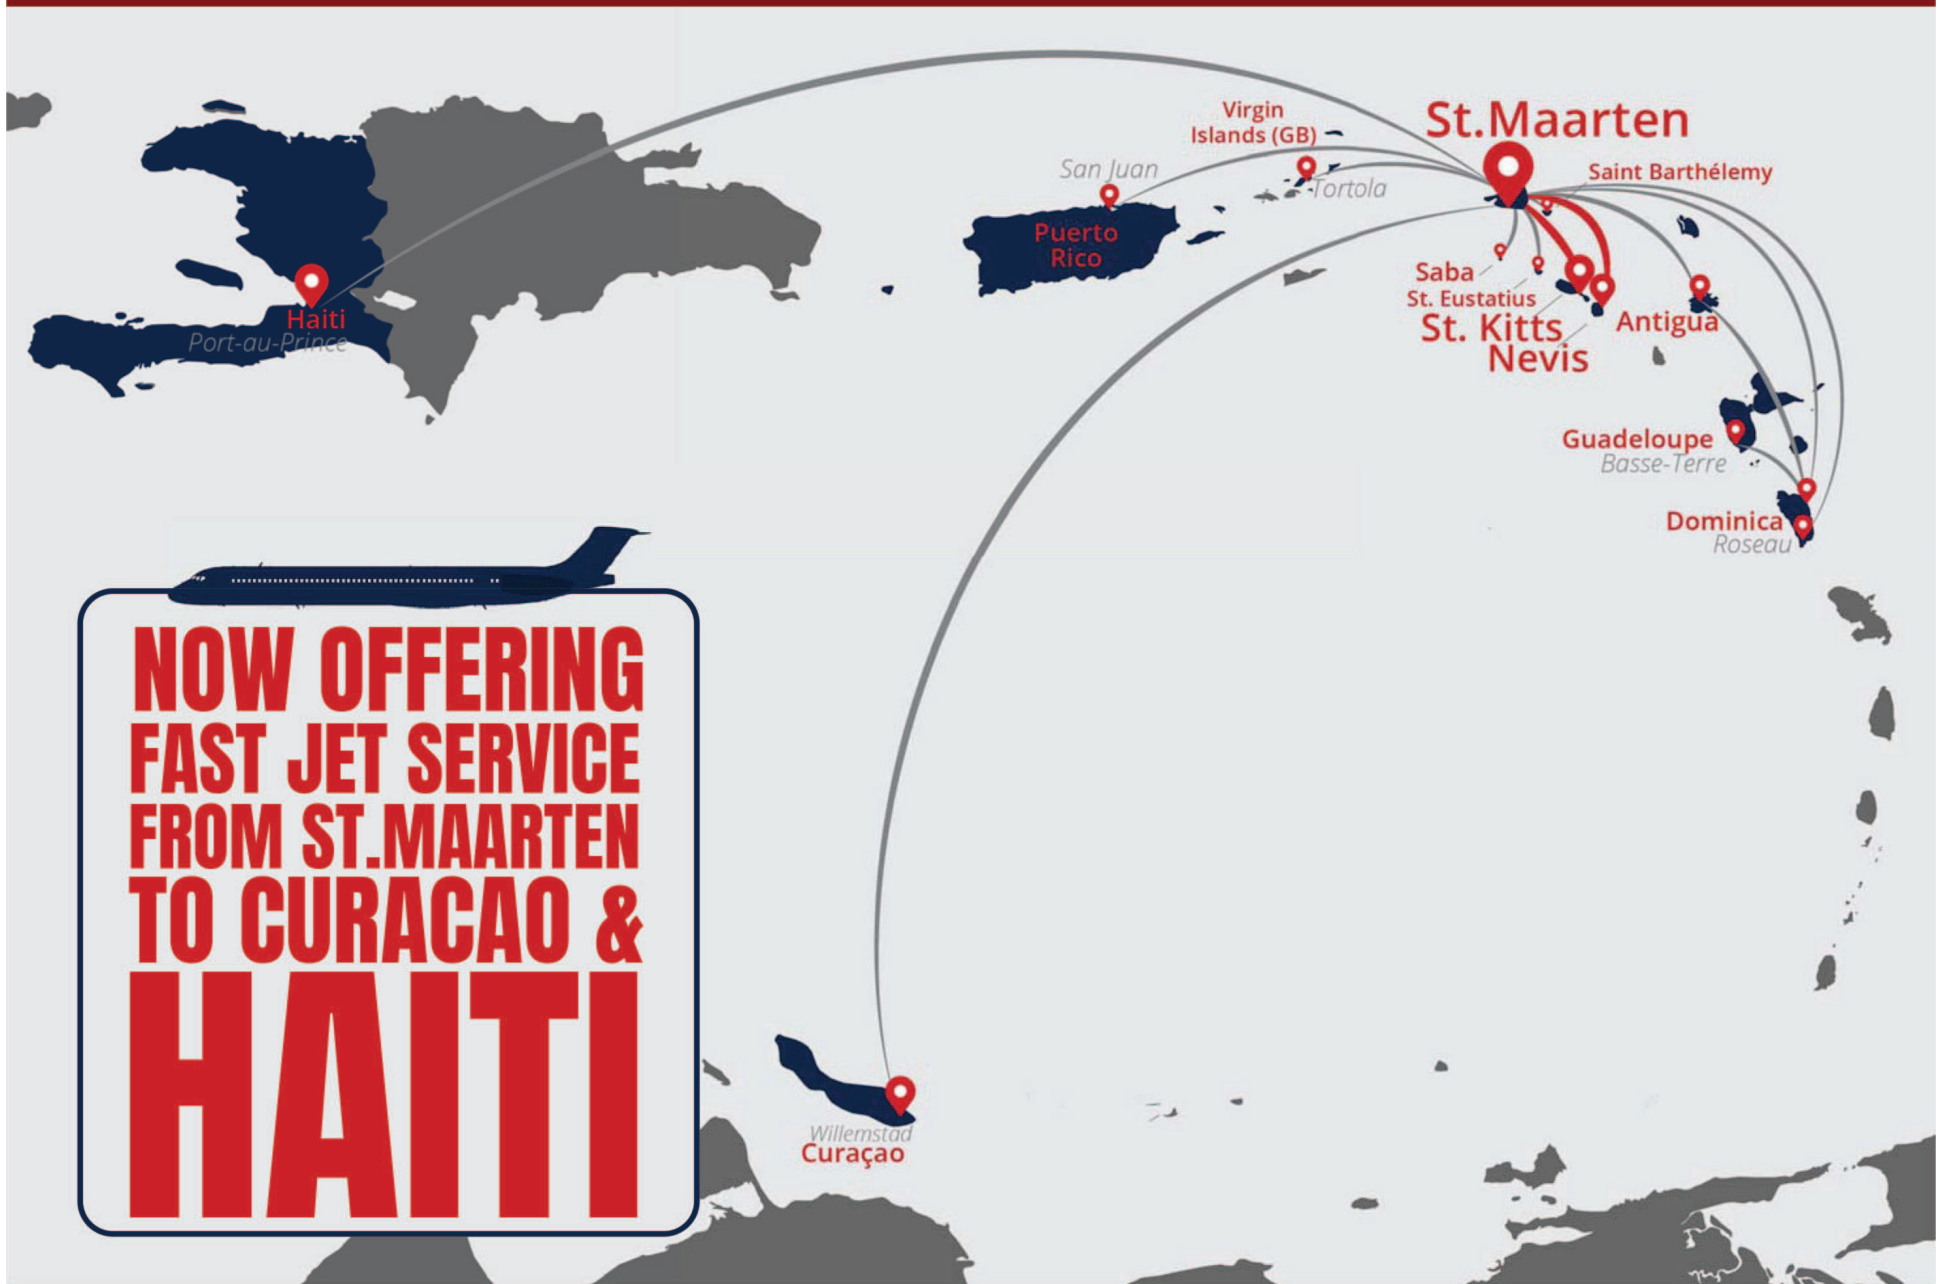 St.Maarten
Virgin
Islands (GB)
San Juan
Tortola
Saint Barthélemy
Puerto
Rico
Saba
St. Eustatius
St. Kitts
Nevis
Antigua
Haiti
Port-au-Prince
Guadeloupe
Basse-Terre
Dominica
Roseau
NOW OFFERING
FAST JET SERVICE
FROM ST.MAARTEN
TO CURACAO &
HAITI
Willemstad
Curaçao